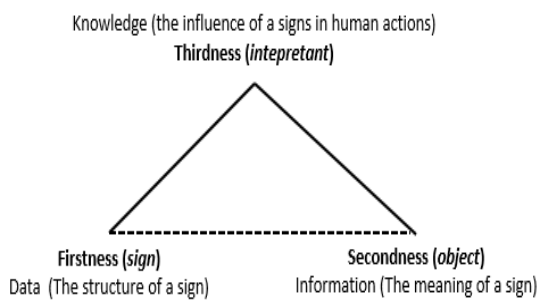 Knowledge (the influence of a signs in human actions)
Thirdness (intepretant)
Firstness (sign)
Data (The structure of a sign)
Secondness (object)
Information (The meaning of a sign)